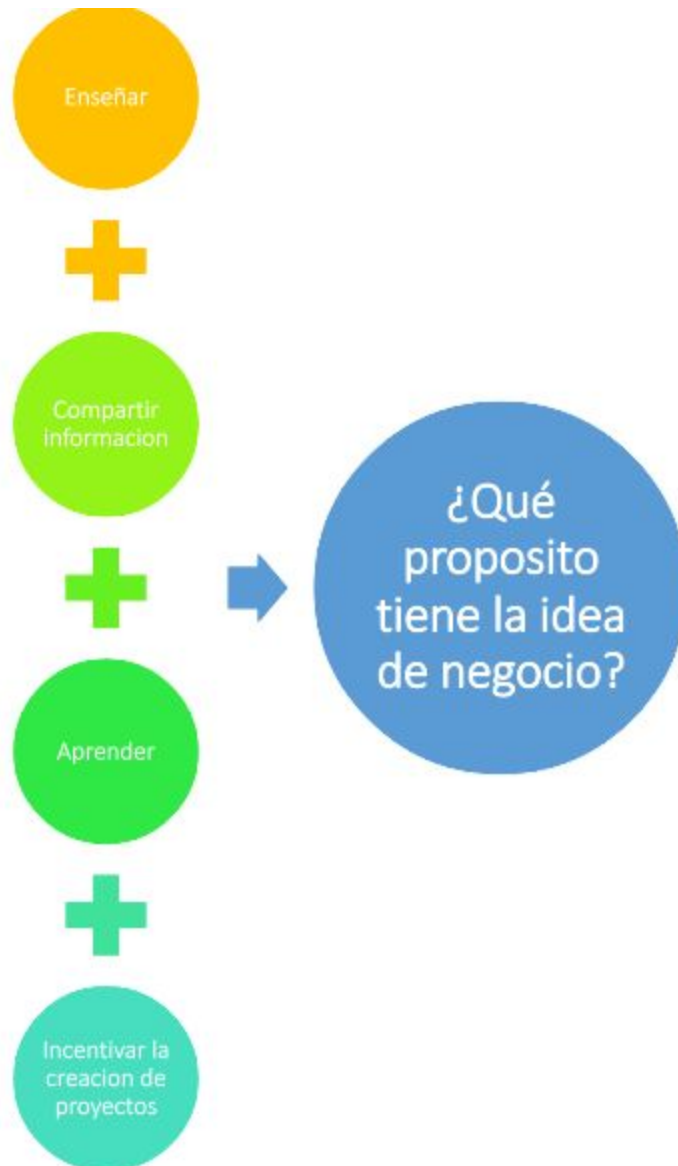 Enseñar
Compartir
informacion
Aprender
Incentivar la
creacion de
proyectos
¿Qué
proposito
tiene la idea
de negocio?